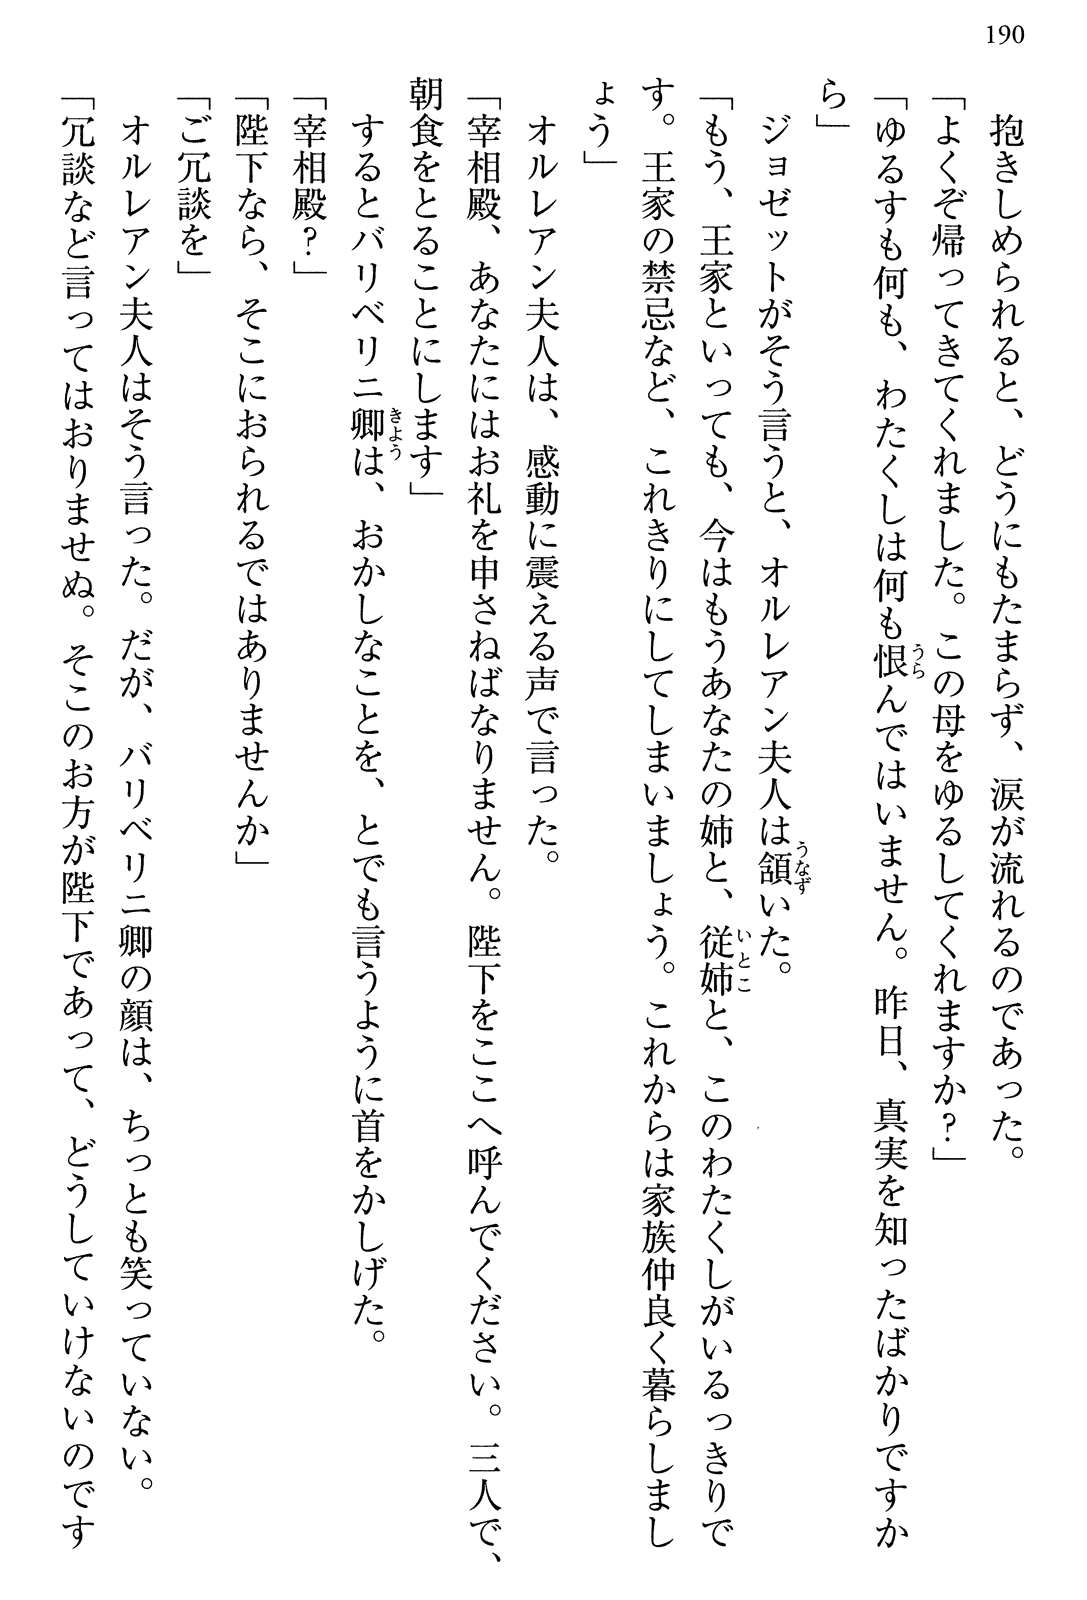 190
抱きしめられると、どうにもたまらず、涙が流れるのであった。
「よくぞ帰ってきてくれました。この母をゆるしてくれますか?」
「ゆるすも何も、わたくしは何も恨んではいません。昨日、真実を知ったばかりですか
ら」
ジョゼットがそう言うと、オルレアン夫人は頷いた。
「もう、王家といっても、今はもうあなたの姉と、従姉と、このわたくしがいるっきりで
す。王家の禁忌など、これきりにしてしまいましょう。これからは家族仲良く暮らしまし
ょう」
オルレアン夫人は、感動に震える声で言った。
「宰相殿、あなたにはお礼を申さねばなりません。陛下をここへ呼んでください。三人で、
朝食をとることにします」
するとバリベリニ卿は、おかしなことを、とでも言うように首をかしげた。
「宰相殿?」
「陛下なら、そこにおられるではありませんか」
「ご冗談を」
オルレアン夫人はそう言った。だが、バリベリニ卿の顔は、ちっとも笑っていない。
「冗談など言ってはおりませぬ。そこのお方が陛下であって、どうしていけないのです
うら
うなず
いとこ
きよう